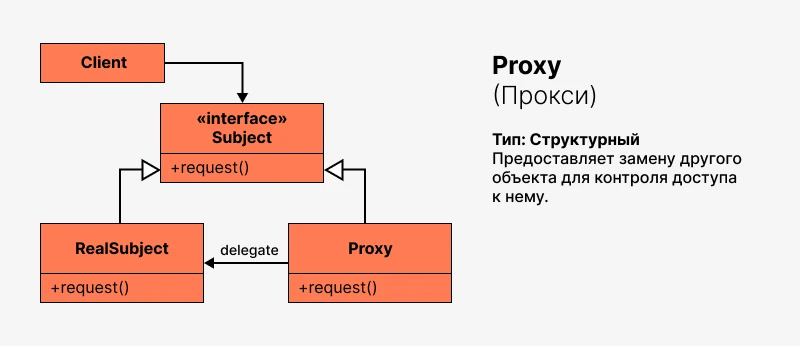 Client
«interface»
Subject
+request()
RealSubject
+request()
delegate
Proxy
+request()
Proxy
(Прокси)
Тип: Структурный
Предоставляет замену другого
объекта для контроля доступа
к нему.